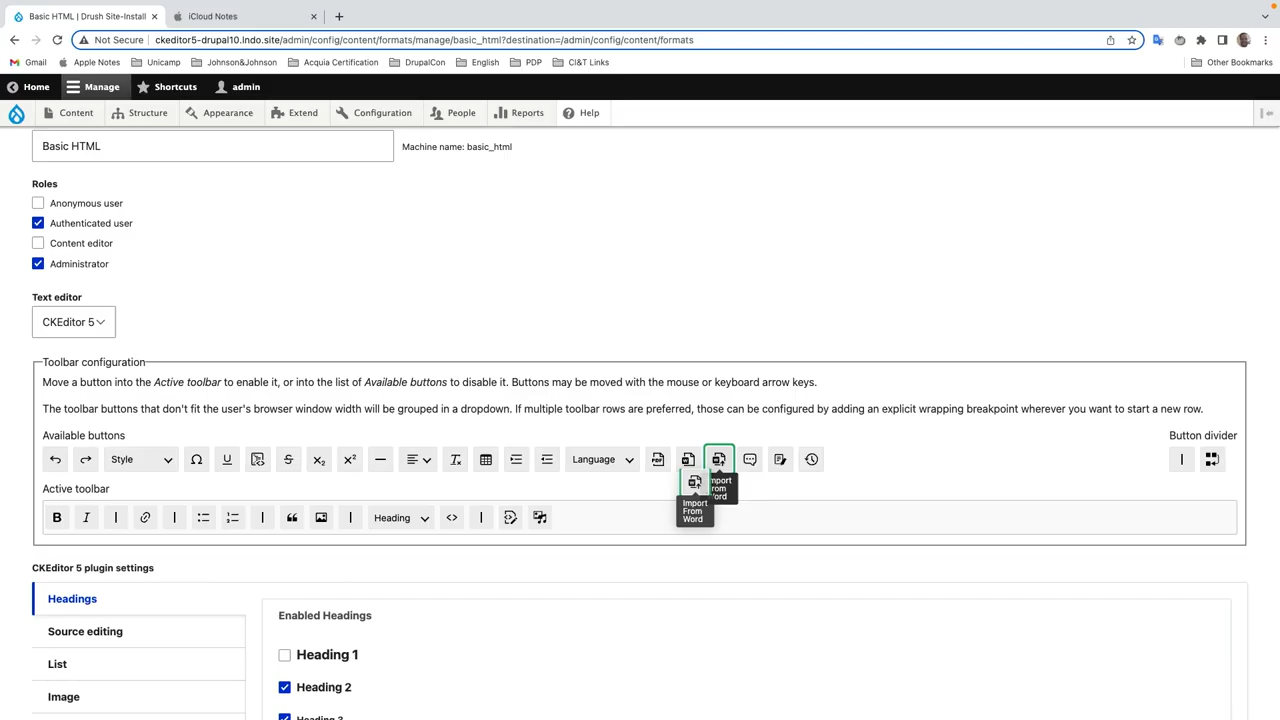 Basic HTML | Drush Site-Install
iCloud Notes
Not Secure
ckeditor5-drupal10.lndo.site/admin/config/content/formats/manage/basic_html?destination=/admin/config/content/formats
Gmail
Apple Notes
Unicamp
Johnson&Johnson
Acquia Certification
DrupalCon
English
PDP
CI&T Links
Other Bookmarks
Home
Manage
Shortcuts
admin
Content
Structure
Appearance
Extend
Configuration
People
Reports
Help
Basic HTML
Machine name: basic_html
Roles
Anonymous user
Authenticated user
Content editor
Administrator
Text editor
CKEditor 5
Toolbar configuration
Move a button into the Active toolbar to enable it, or into the list of Available buttons to disable it. Buttons may be moved with the mouse or keyboard arrow keys.
The toolbar buttons that don't fit the user's browser window width will be grouped in a dropdown. If multiple toolbar rows are preferred, those can be configured by adding an explicit wrapping breakpoint wherever you want to start a new row.
Available buttons
Button divider
Style
Language
Import
From
Word
Active toolbar
Heading
CKEditor 5 plugin settings
Headings
Source editing
List
Image
Enabled Headings
Heading 1
Heading 2
Heading 3